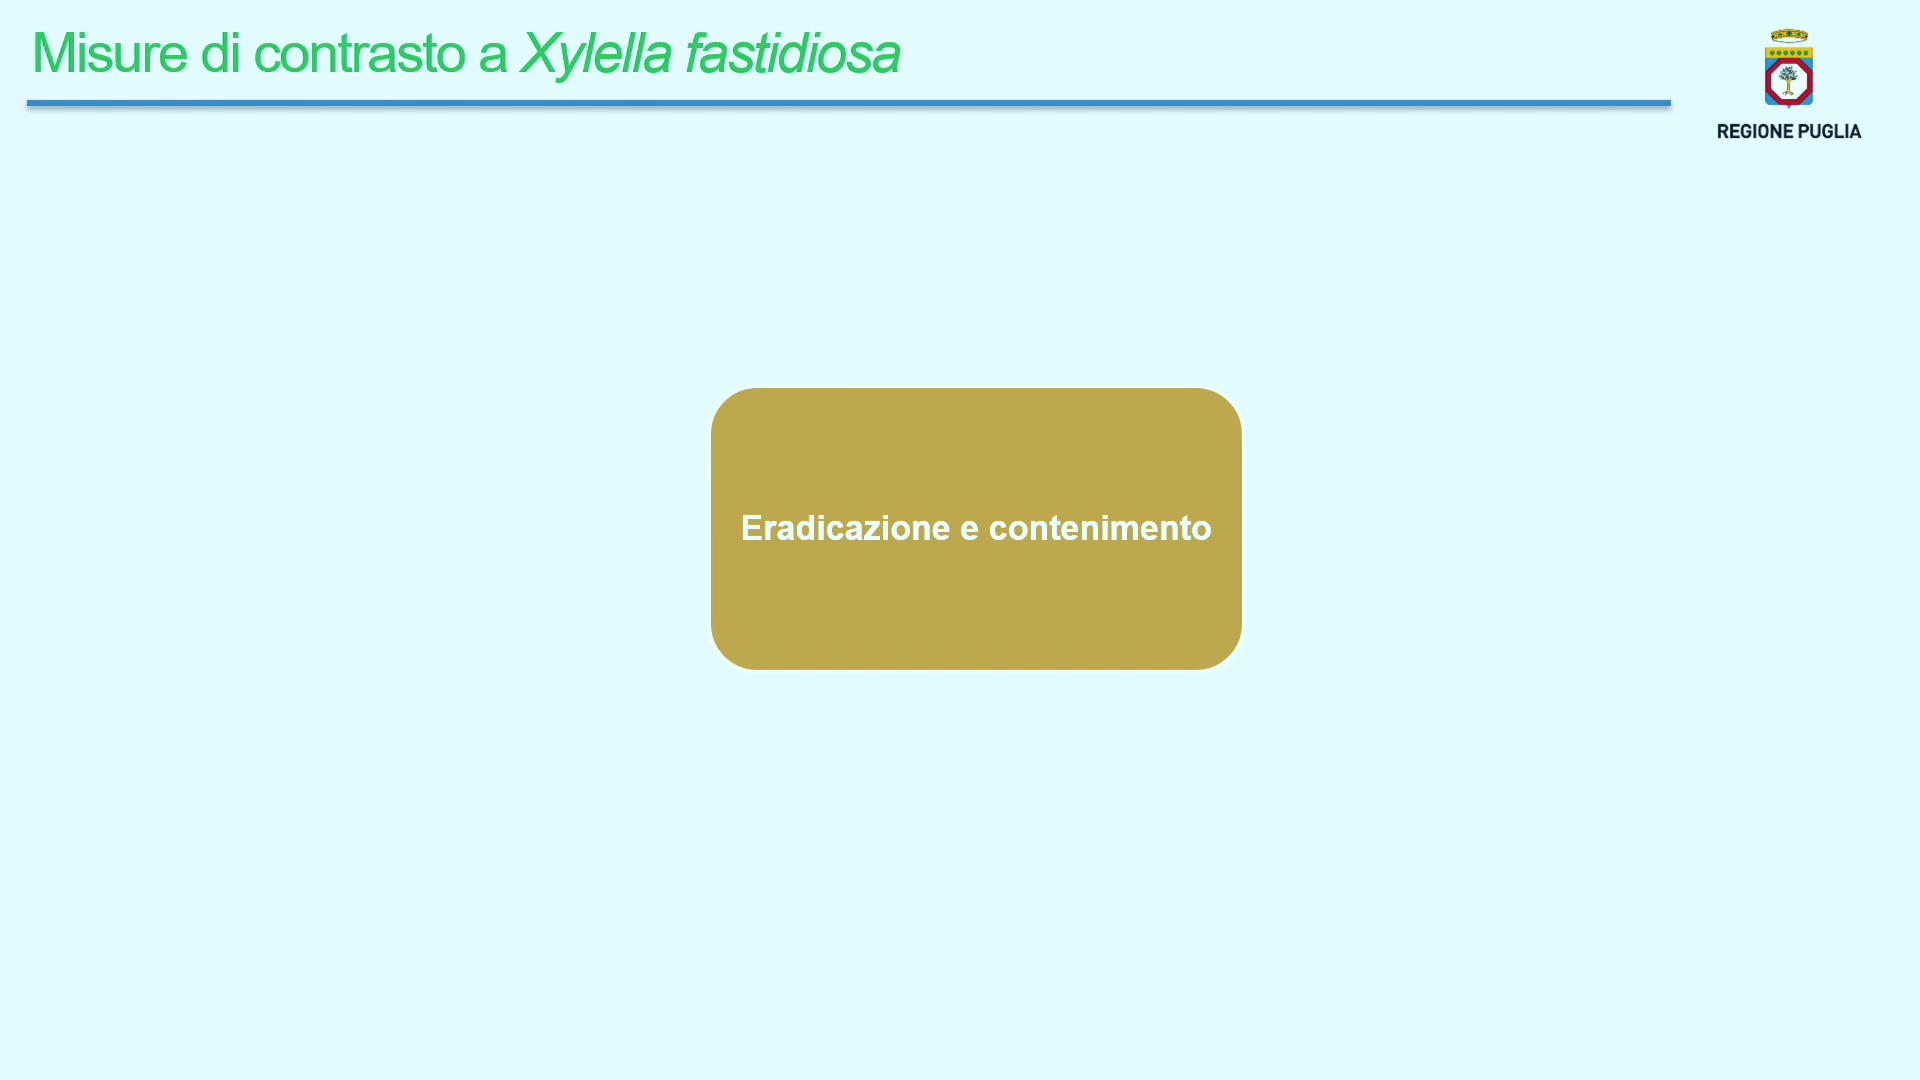 Misure di contrasto a Xylella fastidiosa
REGIONE PUGLIA
Eradicazione e contenimento